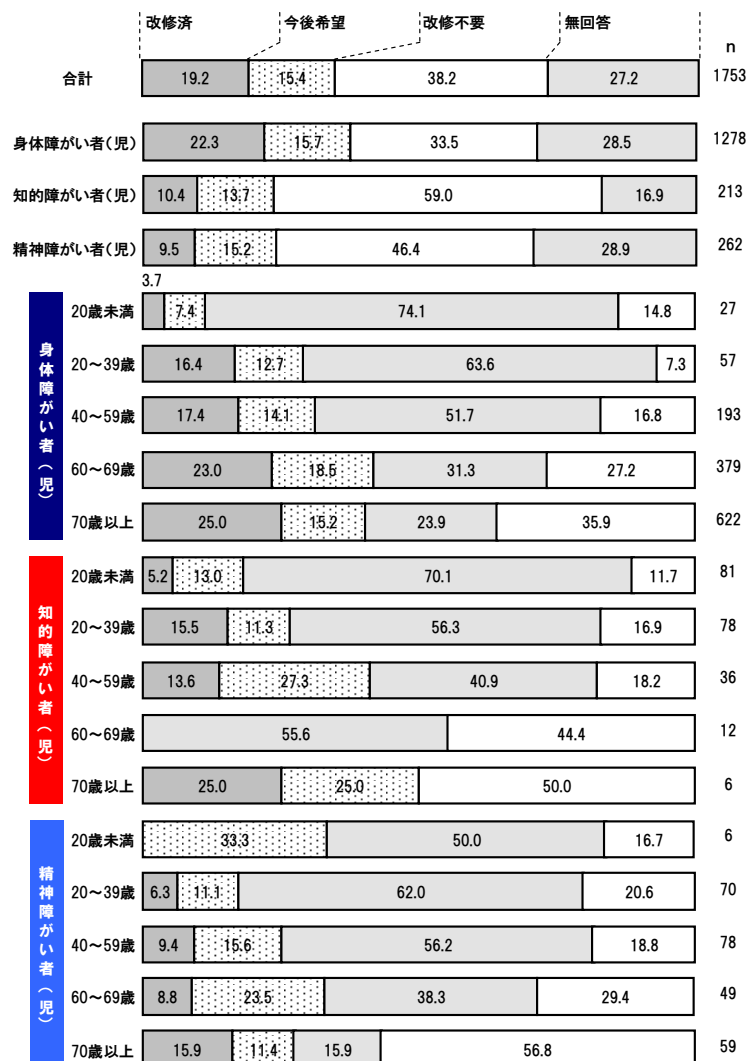 改修済 今後希望 改修不要 無回答
n
合計 19.2 15.4 38.2 27.2 1753
身体障がい者(児) 22.3 15.7 33.5 28.5 1278
知的障がい者(児) 10.4 13.7 59.0 16.9 213
精神障がい者(児) 9.5 15.2 46.4 28.9 262
身体障がい者(児)
3.7
20歳未満 7.4 74.1 14.8 27
20~39歳 16.4 12.7 63.6 7.3 57
40~59歳 17.4 14.1 51.7 16.8 193
60~69歳 23.0 18.5 31.3 27.2 379
70歳以上 25.0 15.2 23.9 35.9 622
知的障がい者(児)
20歳未満 5.2 13.0 70.1 11.7 81
20~39歳 15.5 11.3 56.3 16.9 78
40~59歳 13.6 27.3 40.9 18.2 36
60~69歳 55.6 44.4 12
70歳以上 25.0 25.0 50.0 6
精神障がい者(児)
20歳未満 33.3 50.0 16.7 6
20~39歳 6.3 11.1 62.0 20.6 70
40~59歳 9.4 15.6 56.2 18.8 78
60~69歳 8.8 23.5 38.3 29.4 49
70歳以上 15.9 11.4 15.9 56.8 59